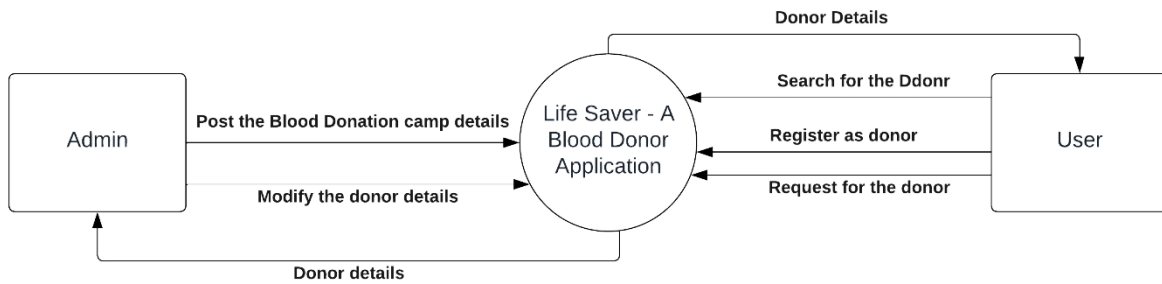 Donor Details
Search for the Ddonr
Admin
Post the Blood Donation camp details
Life Saver - A
Blood Donor
Application
Register as donor
User
Modify the donor details
Request for the donor
Donor details